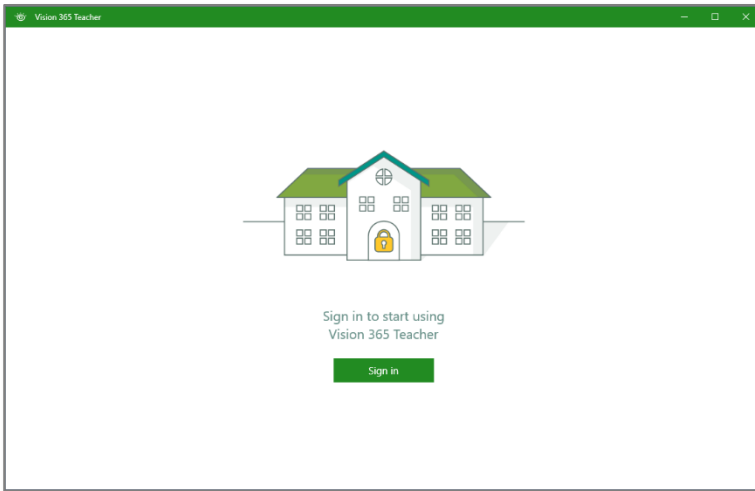 Vision 365 Teacher
Sign in to start using
Vision 365 Teacher
Sign in